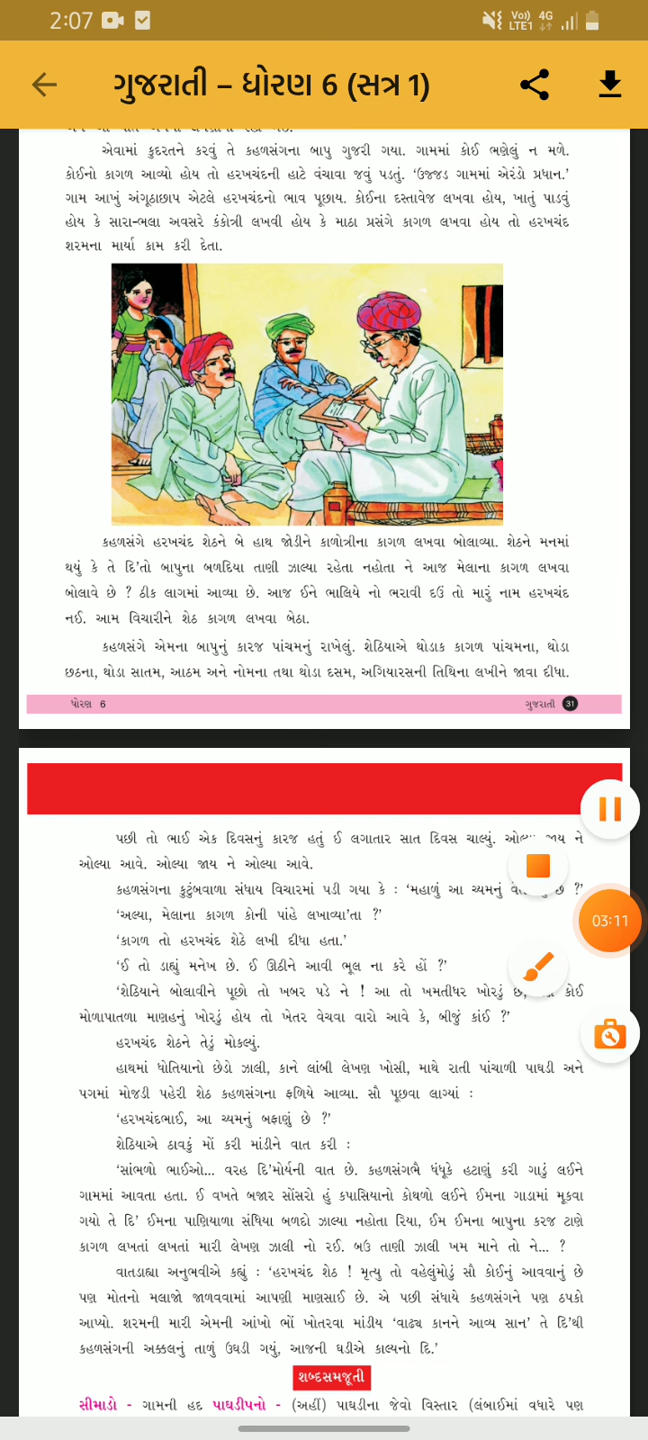 2:07
Vo)) 4G
LTE1
ગુજરાતી – ધોરણ 6 (સત્ર 1)
એવામાં કુદરતને કરવું તે કહળસંગના બાપુ ગુજરી ગયા. ગામમાં કોઈ ભણેલું ન મળે.
કોઈનો કાગળ આવ્યો હોય તો હરખચંદની હાટે વંચાવા જવું પડતું. ‘ઉજ્જડ ગામમાં એરંડો પ્રધાન.’
ગામ આખું અંગૂઠાછાપ એટલે હરખચંદનો ભાવ પૂછાય. કોઈના દસ્તાવેજ લખવા હોય, ખાતું પાડવું
હોય કે સારા-ભલા અવસરે કંકોત્રી લખવી હોય કે માઠા પ્રસંગે કાગળ લખવા હોય તો હરખચંદ
શરમના માર્યા કામ કરી દેતા.
કહળસંગે હરખચંદ શેઠને બે હાથ જોડીને કાળોત્રીના કાગળ લખવા બોલાવ્યા. શેઠને મનમાં
થયું કે તે દિ’તો બાપુના બળદિયા તાણી ઝાલ્યા રહેતા નહોતા ને આજ મેલાના કાગળ લખવા
બોલાવે છે ? ઠીક લાગમાં આવ્યા છે. આજ ઈને ભાલિયે નો ભરાવી દઉં તો મારું નામ હરખચંદ
નઈ. આમ વિચારીને શેઠ કાગળ લખવા બેઠા.
કહળસંગે એમના બાપુનું કારજ પાંચમનું રાખેલું. શેઠિયાએ થોડાક કાગળ પાંચમના, થોડા
છઠના, થોડા સાતમ, આઠમ અને નોમના તથા થોડા દસમ, અગિયારસની તિથિના લખીને જાવા દીધા.
ધોરણ 6 ગુજરાતી 31
પછી તો ભાઈ એક દિવસનું કારજ હતું ઈ લગાતાર સાત દિવસ ચાલ્યું. ઓલ્યા જાય ને
ઓલ્યા આવે. ઓલ્યા જાય ને ઓલ્યા આવે.
કહળસંગના કુટુંબવાળા સંધાય વિચારમાં પડી ગયા કે : ‘મહાળું આ ચ્યમનું છે ?’
‘અલ્યા, મેલાના કાગળ કોની પાંહે લખાવ્યા’તા ?’
‘કાગળ તો હરખચંદ શેઠે લખી દીધા હતા.’
‘ઈ તો ડાહ્યું મનેખ છે. ઈ ઊઠીને આવી ભૂલ ના કરે હોં ?’
‘શેઠિયાને બોલાવીને પૂછો તો ખબર પડે ને ! આ તો ખમતીધર ખોરડું છે, કોઈ
મોળાપાતળા માણહનું ખોરડું હોય તો ખેતર વેચવા વારો આવે કે, બીજું કાંઈ ?’
હરખચંદ શેઠને તેડું મોકલ્યું.
હાથમાં ધોતિયાનો છેડો ઝાલી, કાને લાંબી લેખણ ખોસી, માથે રાતી પાંચાળી પાઘડી અને
પગમાં મોજડી પહેરી શેઠ કહળસંગના ફળિયે આવ્યા. સૌ પૂછવા લાગ્યાં :
‘હરખચંદભાઈ, આ ચ્યમનું બફાણું છે ?’
શેઠિયાએ ઠાવકું મોં કરી માંડીને વાત કરી :
‘સાંભળો ભાઈઓ... વરહ દિ’મોર્યની વાત છે. કહળસંગભૈ ધંધૂકે હટાણું કરી ગાડું લઈને
ગામમાં આવતા હતા. ઈ વખતે બજાર સોંસરો હું કપાસિયાનો કોથળો લઈને ઈમના ગાડામાં મૂકવા
ગયો તે દિ’ ઈમના પાણિયાળા સંધિયા બળદો ઝાલ્યા નહોતા રિયા, ઈમ ઈમના બાપુના કરજ ટાણે
કાગળ લખતાં લખતાં મારી લેખણ ઝાલી નો રઈ. બઉ તાણી ઝાલી ખમ માને તો ને... ?
વાતડાહ્યા અનુભવીએ કહ્યું : ‘હરખચંદ શેઠ ! મૃત્યુ તો વહેલુંમોડું સૌ કોઈનું આવવાનું છે
પણ મોતનો મલાજો જાળવવામાં આપણી માણસાઈ છે. એ પછી સંધાયે કહળસંગને પણ ઠપકો
આપ્યો. શરમની મારી એમની આંખો ભોં ખોતરવા માંડીય ‘વાઢ્ય કાનને આવ્ય સાન’ તે દિ’થી
કહળસંગની અક્કલનું તાળું ઉઘડી ગયું, આજની ઘડીએ કાલ્યનો દિ.’
શબ્દસમજૂતી
સીમાડો - ગામની હદ પાઘડીપનો - (અહીં) પાઘડીના જેવો વિસ્તાર (લંબાઈમાં વધારે પણ
03:11